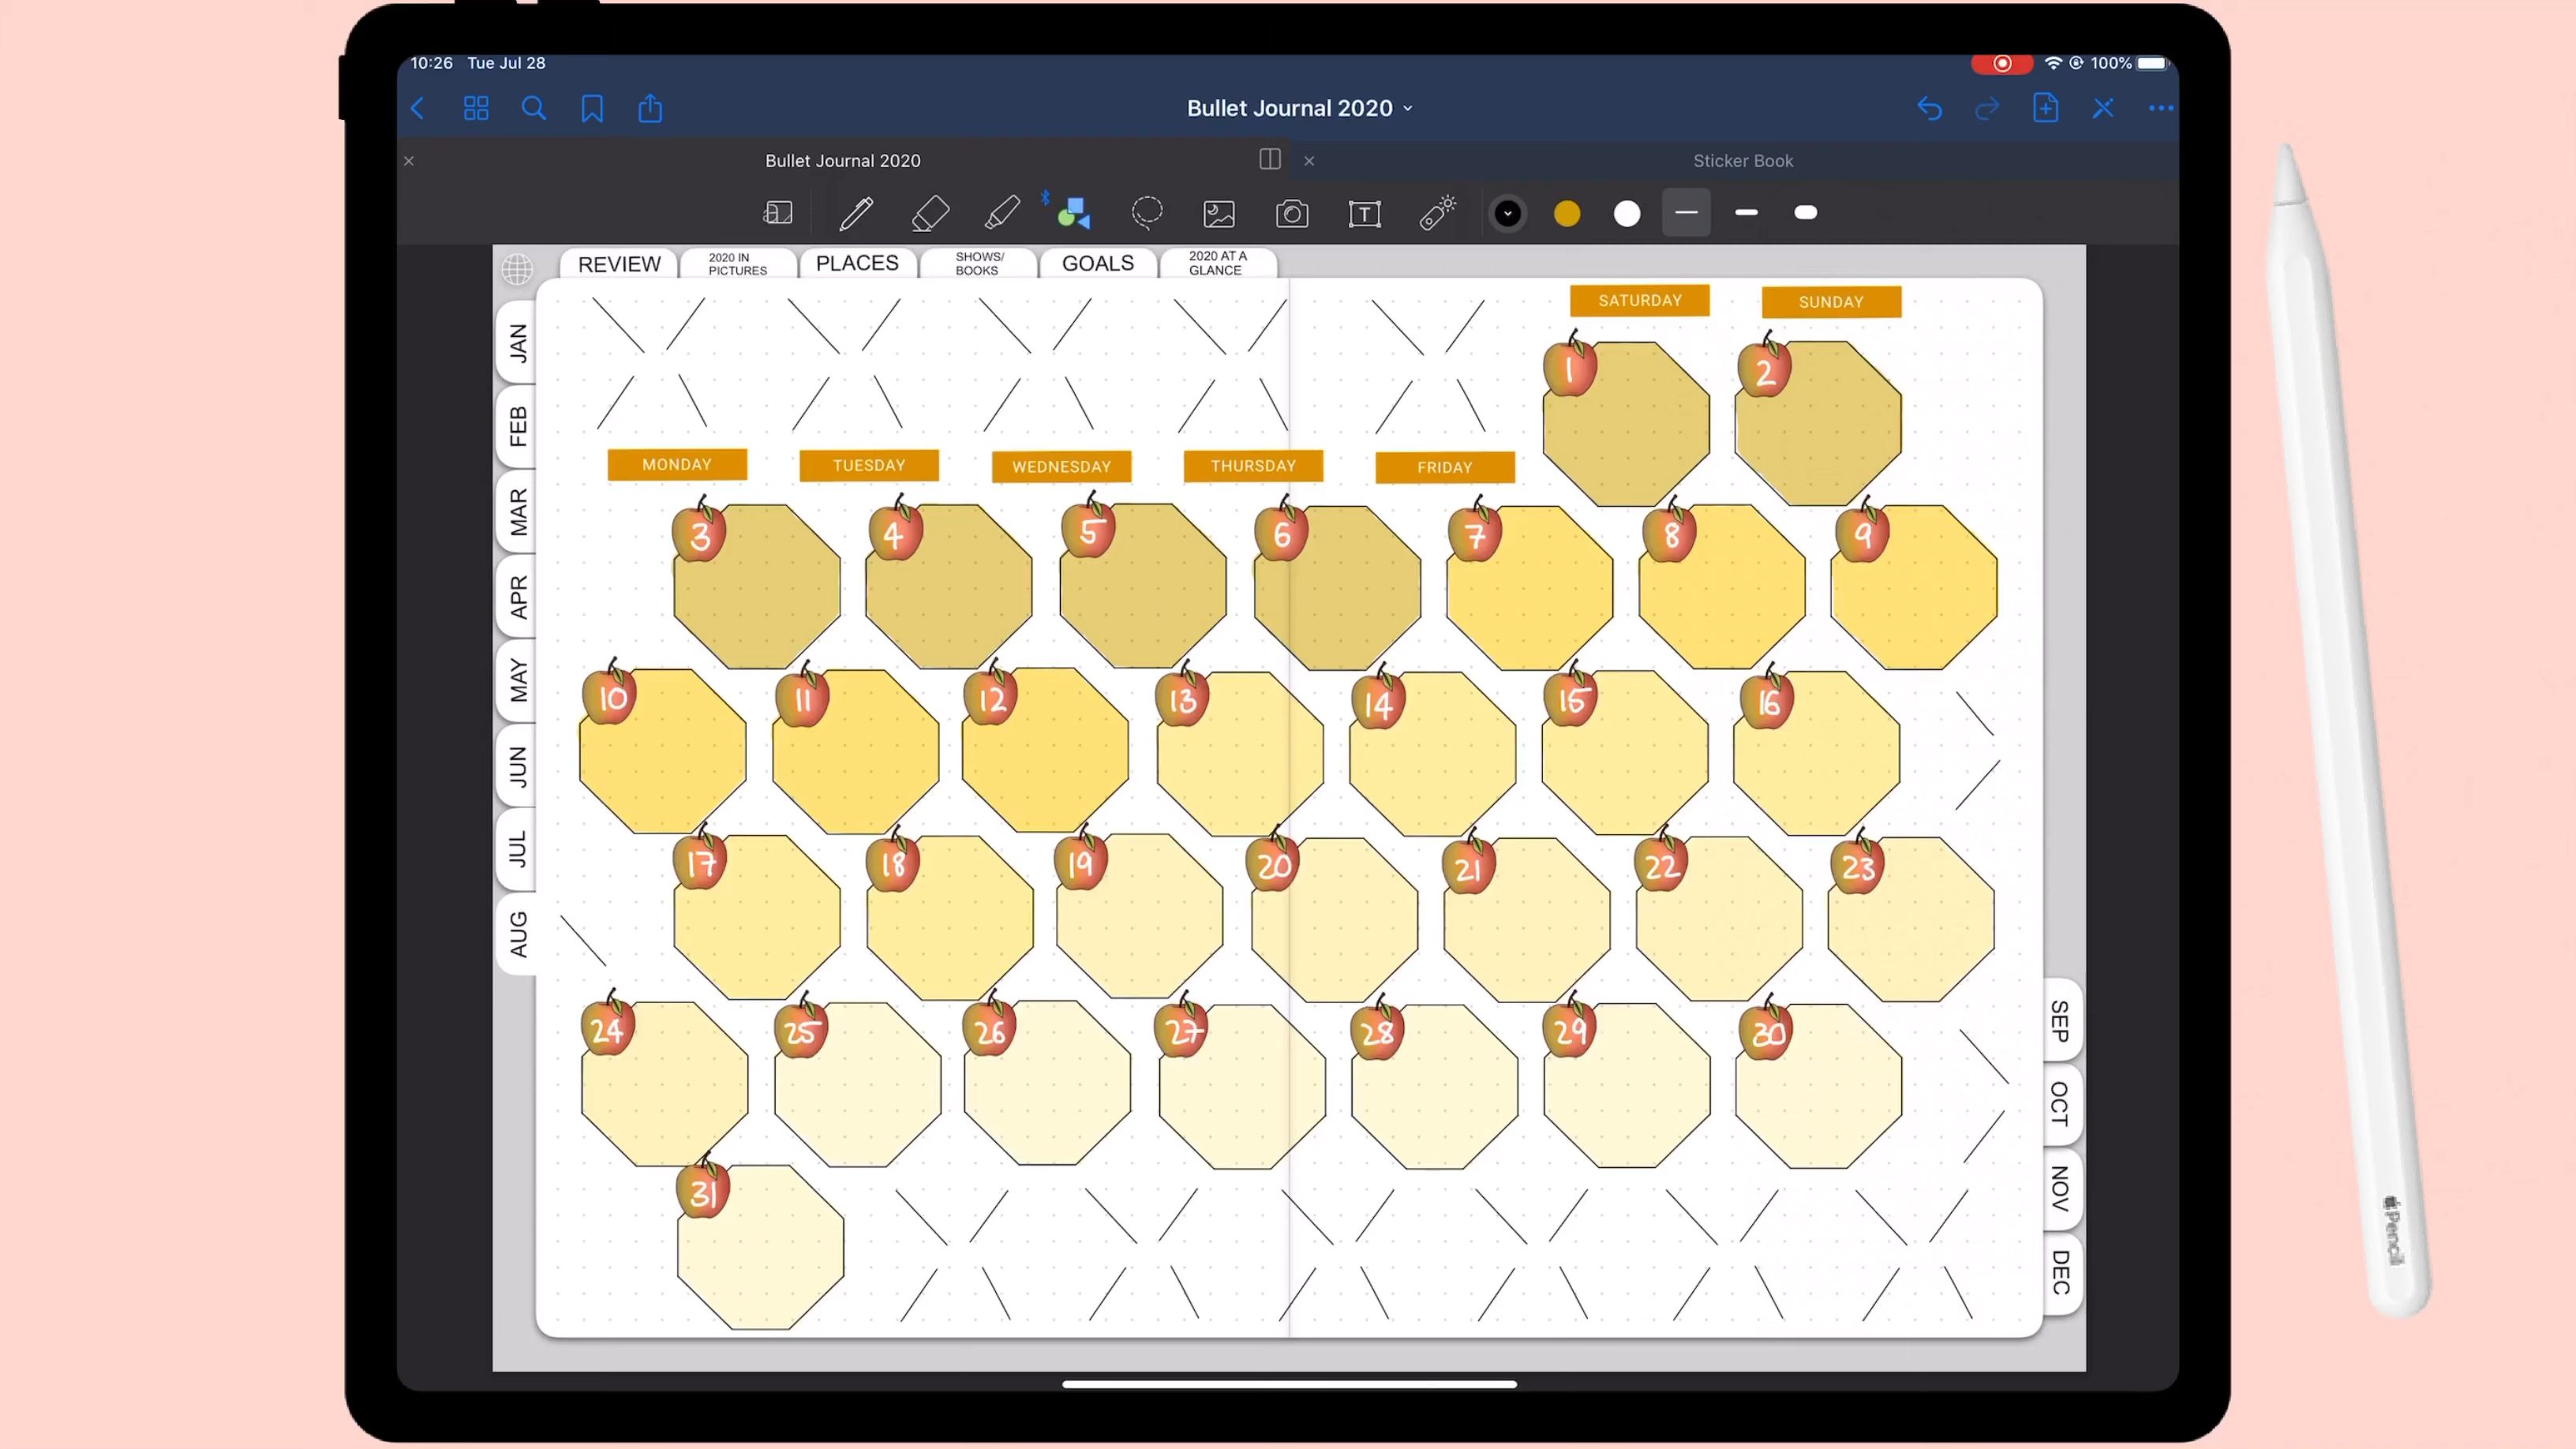 10:26 Tue Jul 28
100%
Bullet Journal 2020
Bullet Journal 2020
Sticker Book
T
REVIEW
2020 IN
PICTURES
PLACES
SHOWS/
BOOKS
GOALS
2020 AT A
GLANCE
JAN
FEB
MAR
APR
MAY
JUN
JUL
AUG
SATURDAY SUNDAY
1 2
MONDAY TUESDAY WEDNESDAY THURSDAY FRIDAY
3 4 5 6 7 8 9
10 11 12 13 14 15 16
17 18 19 20 21 22 23
24 25 26 27 28 29 30
31
SEP
OCT
NOV
DEC
Pencil